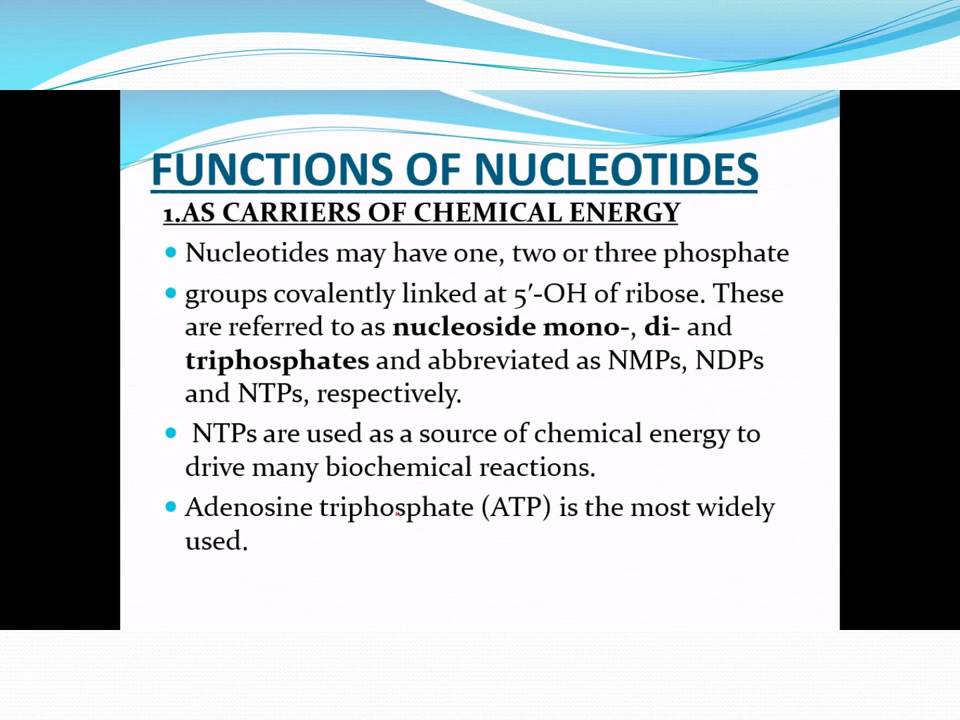 FUNCTIONS OF NUCLEOTIDES
1.AS CARRIERS OF CHEMICAL ENERGY
• Nucleotides may have one, two or three phosphate
• groups covalently linked at 5′-OH of ribose. These
are referred to as nucleoside mono-, di- and
triphosphates and abbreviated as NMPs, NDPs
and NTPs, respectively.
• NTPs are used as a source of chemical energy to
drive many biochemical reactions.
• Adenosine triphosphate (ATP) is the most widely
used.